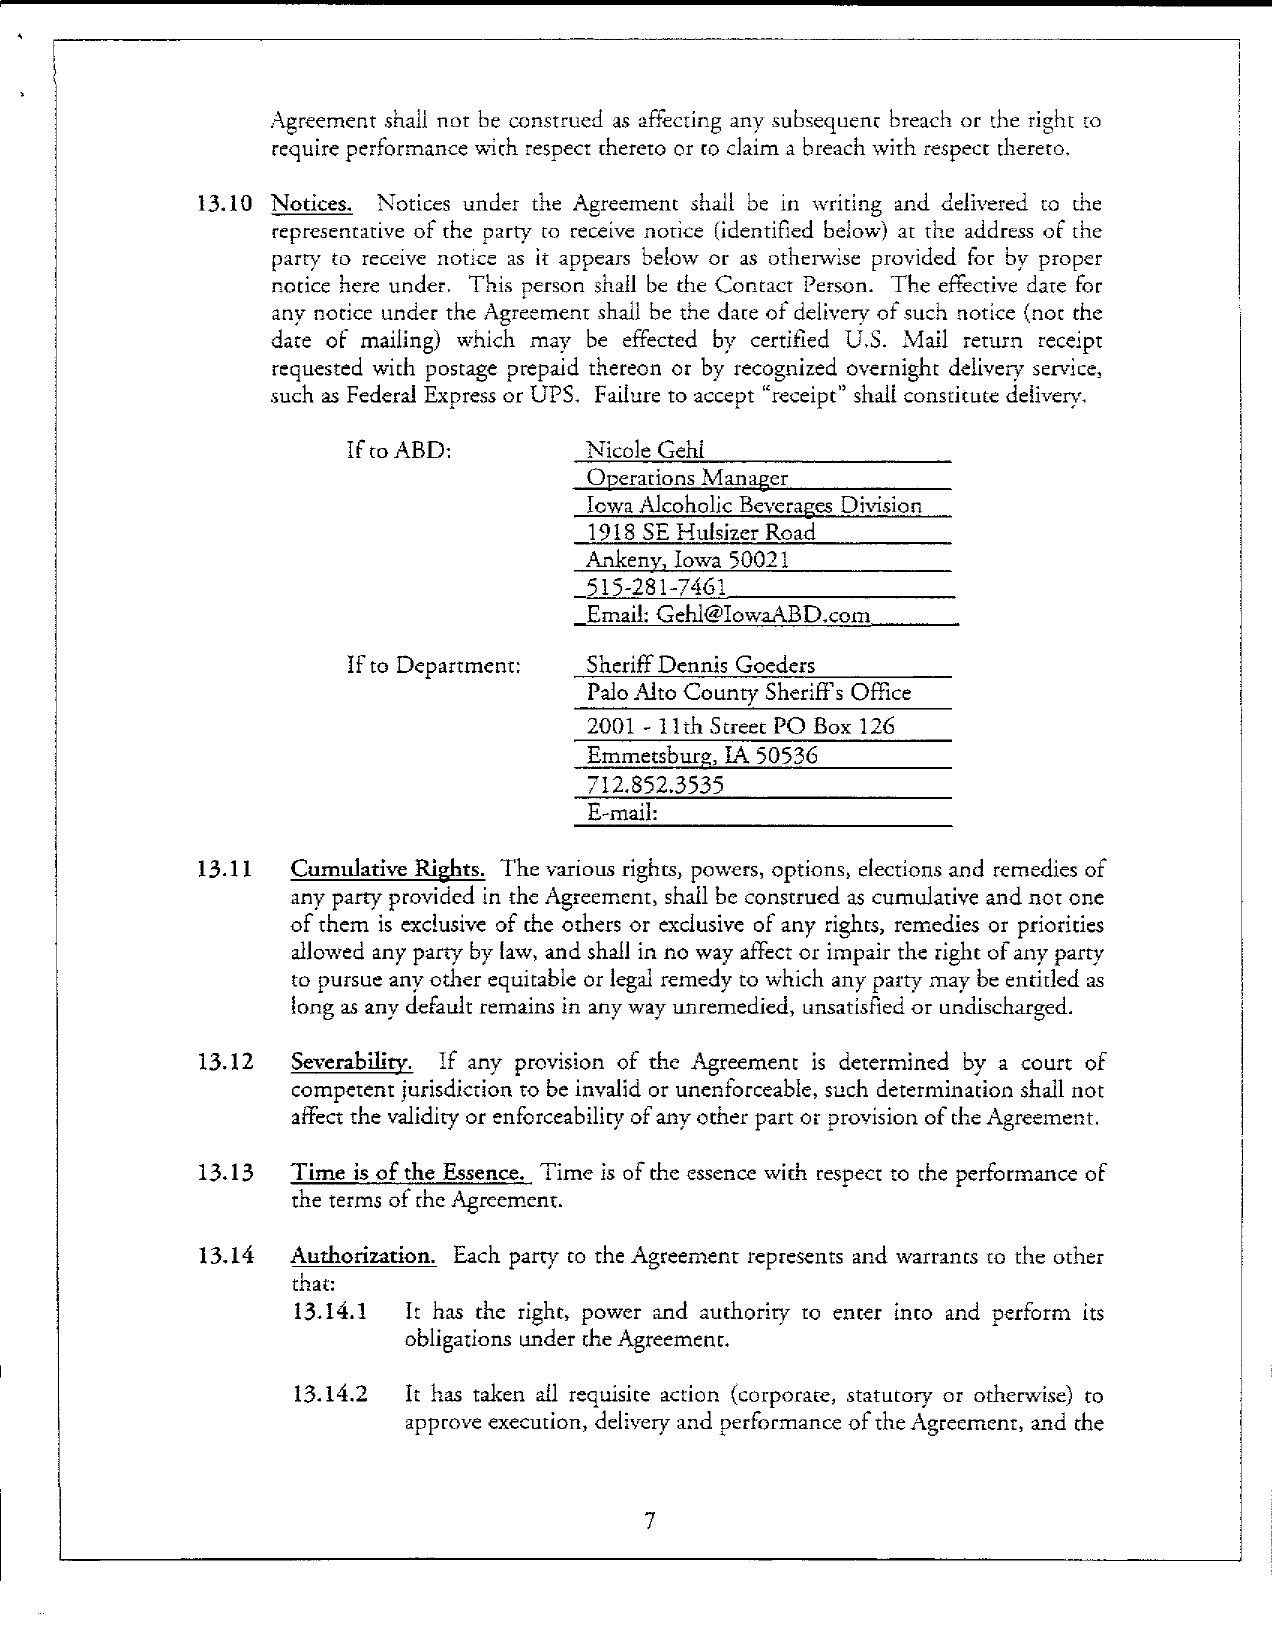 Agreement shall not be construed as affecting any subsequent breach or the right to
require performance with respect thereto or to claim a breach with respect thereto.
13.10 Notices. Notices under the Agreement shall be in writing and delivered to the
representative of the party to receive notice (identified below) at the address of the
party to receive notice as it appears below or as otherwise provided for by proper
notice here under. This person shall be the Contact Person. The effective date for
any notice under the Agreement shall be the date of delivery of such notice (not the
date of mailing) which may be effected by certified U.S. Mail return receipt
requested with postage prepaid thereon or by recognized overnight delivery service,
such as Federal Express or UPS. Failure to accept “receipt” shall constitute delivery.
If to ABD: Nicole Gehl
Operations Manager
Iowa Alcoholic Beverages Division
1918 SE Hulsizer Road
Ankeny, Iowa 50021
515-281-7461
Email: Gehl@IowaABD.com
If to Department: Sheriff Dennis Goeders
Palo Alto County Sheriff's Office
2001 - 11th Street PO Box 126
Emmetsburg, IA 50536
712.852.3535
E-mail:
13.11 Cumulative Rights. The various rights, powers, options, elections and remedies of
any party provided in the Agreement, shall be construed as cumulative and not one
of them is exclusive of the others or exclusive of any rights, remedies or priorities
allowed any party by law, and shall in no way affect or impair the right of any party
to pursue any other equitable or legal remedy to which any party may be entitled as
long as any default remains in any way unremedied, unsatisfied or undischarged.
13.12 Severability. If any provision of the Agreement is determined by a court of
competent jurisdiction to be invalid or unenforceable, such determination shall not
affect the validity or enforceability of any other part or provision of the Agreement.
13.13 Time is of the Essence. Time is of the essence with respect to the performance of
the terms of the Agreement.
13.14 Authorization. Each party to the Agreement represents and warrants to the other
that:
13.14.1 It has the right, power and authority to enter into and perform its
obligations under the Agreement.
13.14.2 It has taken all requisite action (corporate, statutory or otherwise) to
approve execution, delivery and performance of the Agreement, and the
7